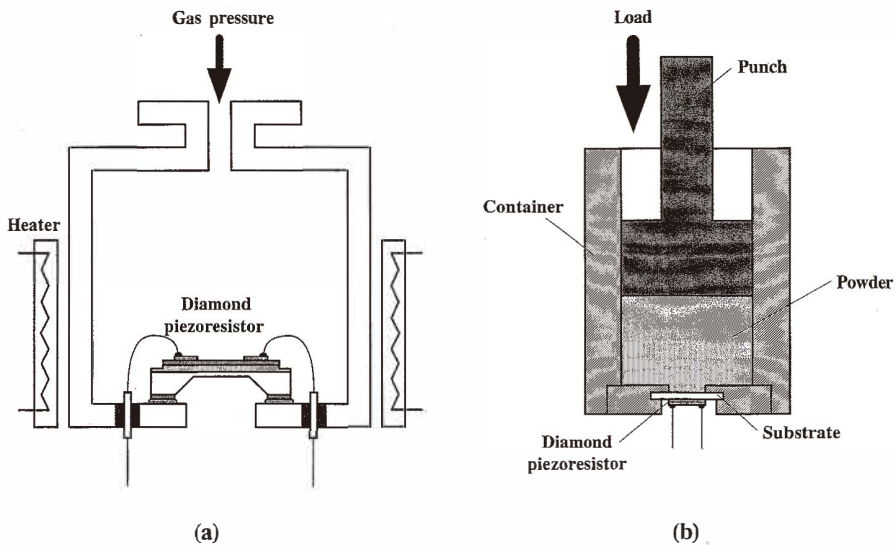 Gas pressure
Heater
Diamond
piezoresistor
(a)
Load
Punch
Container
Powder
Diamond
piezoresistor
Substrate
(b)